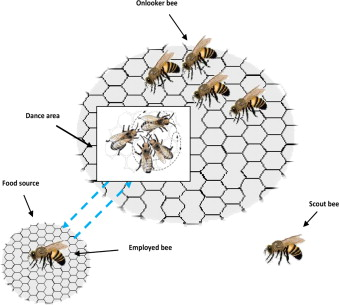 Onlooker bee
Dance area
Food source
Scout bee
Employed bee